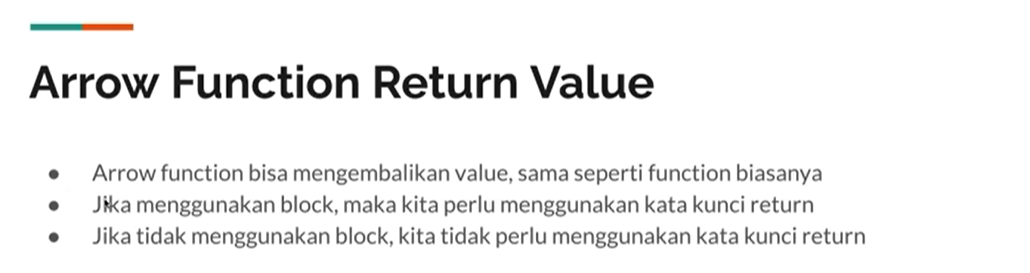 Arrow Function Return Value
● Arrow function bisa mengembalikan value, sama seperti function biasanya
● Jika menggunakan block, maka kita perlu menggunakan kata kunci return
● Jika tidak menggunakan block, kita tidak perlu menggunakan kata kunci return